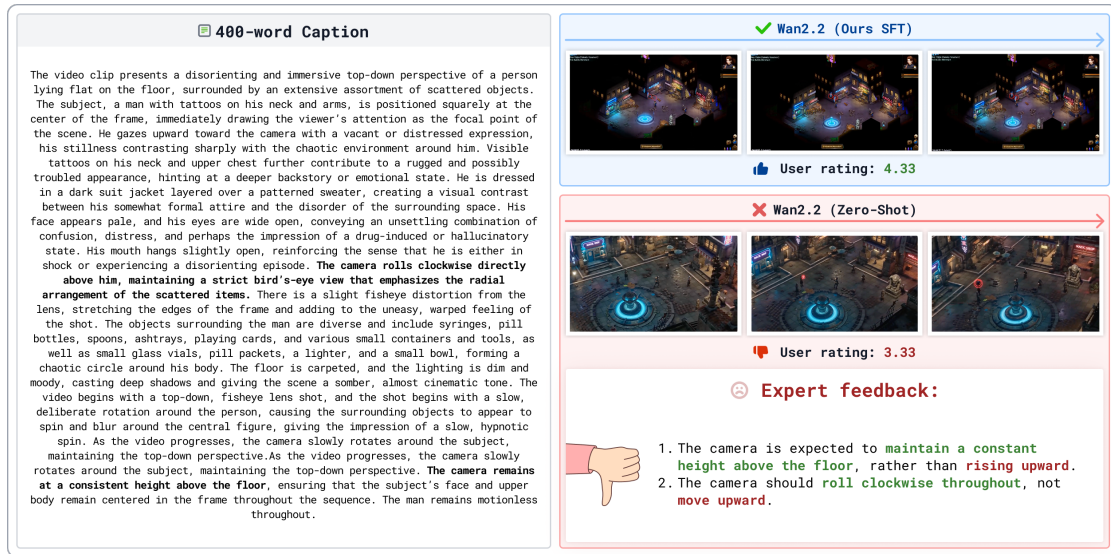 400-word Caption
The video clip presents a disorienting and immersive top-down perspective of a person
lying flat on the floor, surrounded by an extensive assortment of scattered objects.
The subject, a man with tattoos on his neck and arms, is positioned squarely at the
center of the frame, immediately drawing the viewer's attention as the focal point of
the scene. He gazes upward toward the camera with a vacant or distressed expression,
his stillness contrasting sharply with the chaotic environment around him. Visible
tattoos on his neck and upper chest further contribute to a rugged and possibly
troubled appearance, hinting at a deeper backstory or emotional state. He is dressed
in a dark suit jacket layered over a patterned sweater, creating a visual contrast
between his somewhat formal attire and the disorder of the surrounding space. His
face appears pale, and his eyes are wide open, conveying an unsettling combination of
confusion, distress, and perhaps the impression of a drug-induced or hallucinatory
state. His mouth hangs slightly open, reinforcing the sense that he is either in
shock or experiencing a disorienting episode. The camera rolls clockwise directly
above him, maintaining a strict bird's-eye view that emphasizes the radial
arrangement of the scattered items. There is a slight fisheye distortion from the
lens, stretching the edges of the frame and adding to the uneasy, warped feeling of
the shot. The objects surrounding the man are diverse and include syringes, pill
bottles, spoons, ashtrays, playing cards, and various small containers and tools, as
well as small glass vials, pill packets, a lighter, and a small bowl, forming a
chaotic circle around his body. The floor is carpeted, and the lighting is dim and
moody, casting deep shadows and giving the scene a somber, almost cinematic tone. The
video begins with a top-down, fisheye lens shot, and the shot begins with a slow,
deliberate rotation around the person, causing the surrounding objects to appear to
spin and blur around the central figure, giving the impression of a slow, hypnotic
spin. As the video progresses, the camera slowly rotates around the subject,
maintaining the top-down perspective.As the video progresses, the camera slowly
rotates around the subject, maintaining the top-down perspective. The camera remains
at a consistent height above the floor, ensuring that the subject's face and upper
body remain centered in the frame throughout the sequence. The man remains motionless
throughout.
Wan2.2 (Ours SFT)
User rating: 4.33
Wan2.2 (Zero-Shot)
User rating: 3.33
Expert feedback:
1. The camera is expected to maintain a constant
height above the floor, rather than rising upward.
2. The camera should roll clockwise throughout, not
move upward.